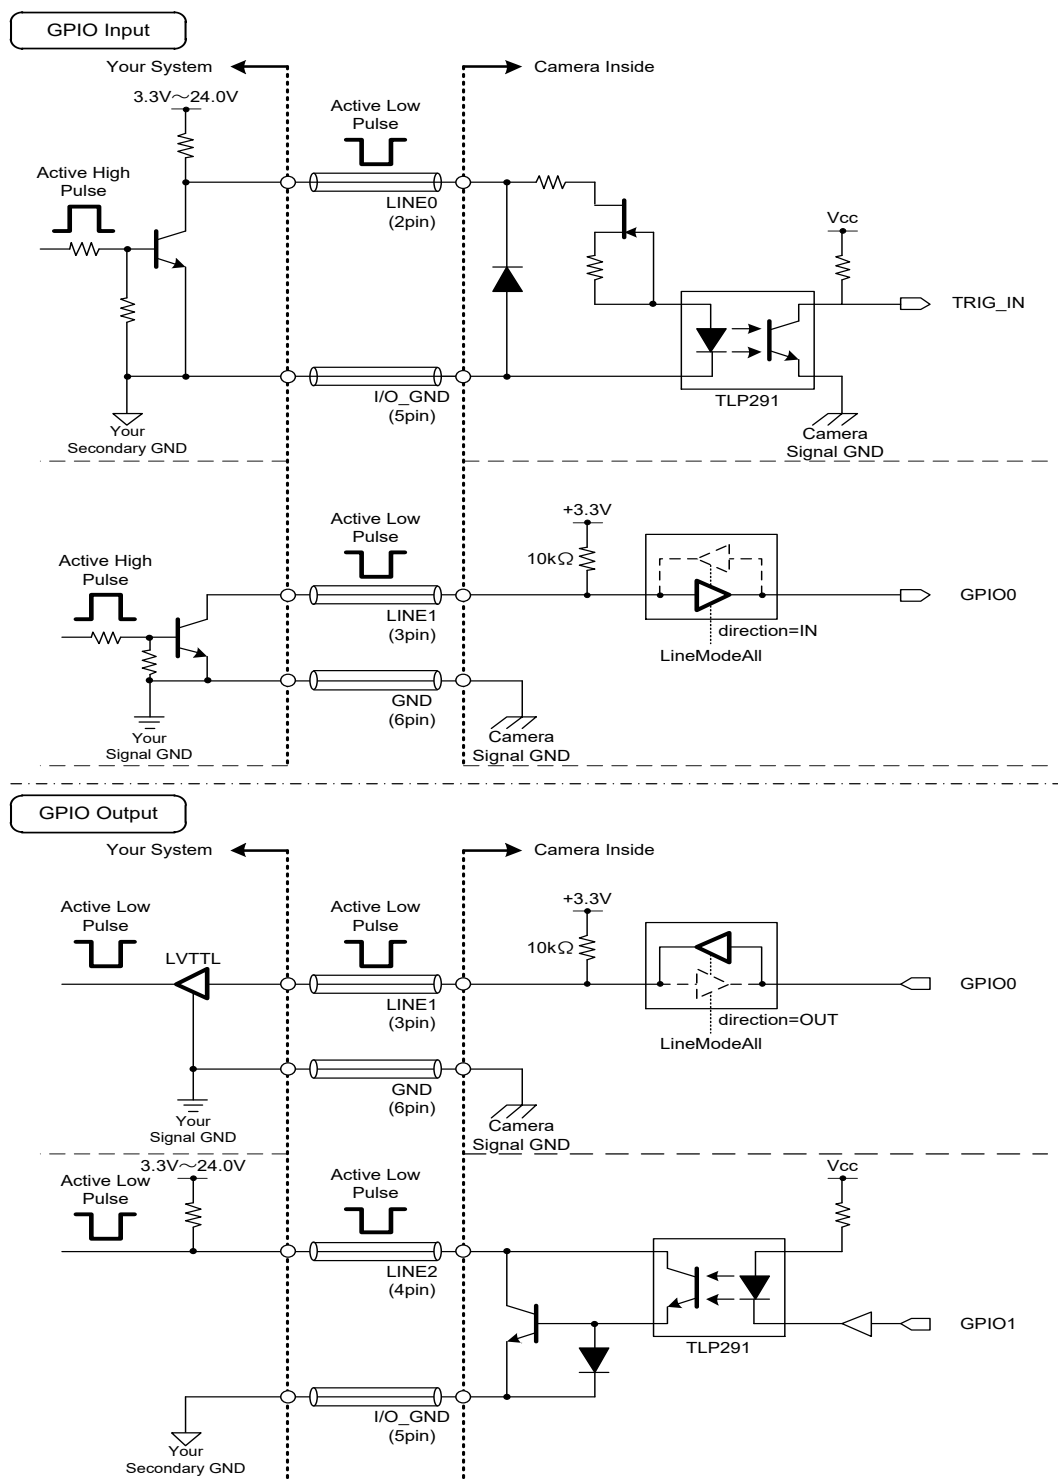 GPIO Input
Your System
Camera Inside
3.3V～24.0V
Active Low
Pulse
Active High
Pulse
LINE0
(2pin)
Vcc
TRIG_IN
TLP291
I/O_GND
(5pin)
Your
Secondary GND
Camera
Signal GND
Active Low
Pulse
+3.3V
10kΩ
Active High
Pulse
LINE1
(3pin)
GPIO0
direction=IN
LineModeAll
GND
(6pin)
Your
Signal GND
Camera
Signal GND
GPIO Output
Your System
Camera Inside
Active Low
Pulse
Active Low
Pulse
+3.3V
10kΩ
LVTTL
LINE1
(3pin)
GPIO0
direction=OUT
LineModeAll
GND
(6pin)
Your
Signal GND
Camera
Signal GND
3.3V～24.0V
Active Low
Pulse
Active Low
Pulse
Vcc
LINE2
(4pin)
GPIO1
TLP291
I/O_GND
(5pin)
Your
Secondary GND